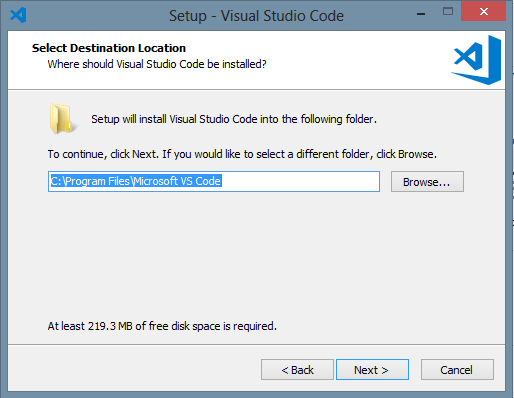 Setup - Visual Studio Code
Select Destination Location
Where should Visual Studio Code be installed?
Setup will install Visual Studio Code into the following folder.
To continue, click Next. If you would like to select a different folder, click Browse.
C:\Program Files\Microsoft VS Code
Browse...
At least 219.3 MB of free disk space is required.
< Back
Next >
Cancel